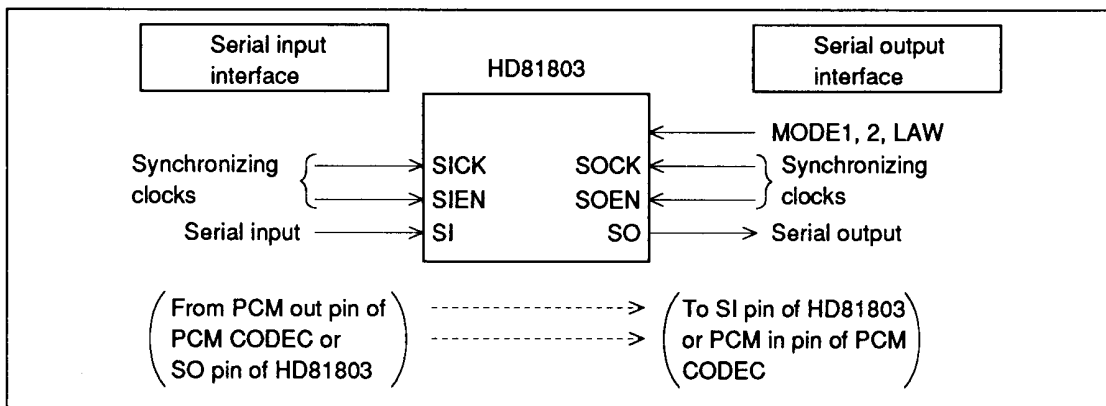 Serial input
interface
HD81803
Serial output
interface
MODE1, 2, LAW
Synchronizing
clocks
SICK
SIEN
SOCK
SOEN
Synchronizing
clocks
Serial input
SI
SO
Serial output
From PCM out pin of
PCM CODEC or
SO pin of HD81803
To SI pin of HD81803
or PCM in pin of PCM
CODEC